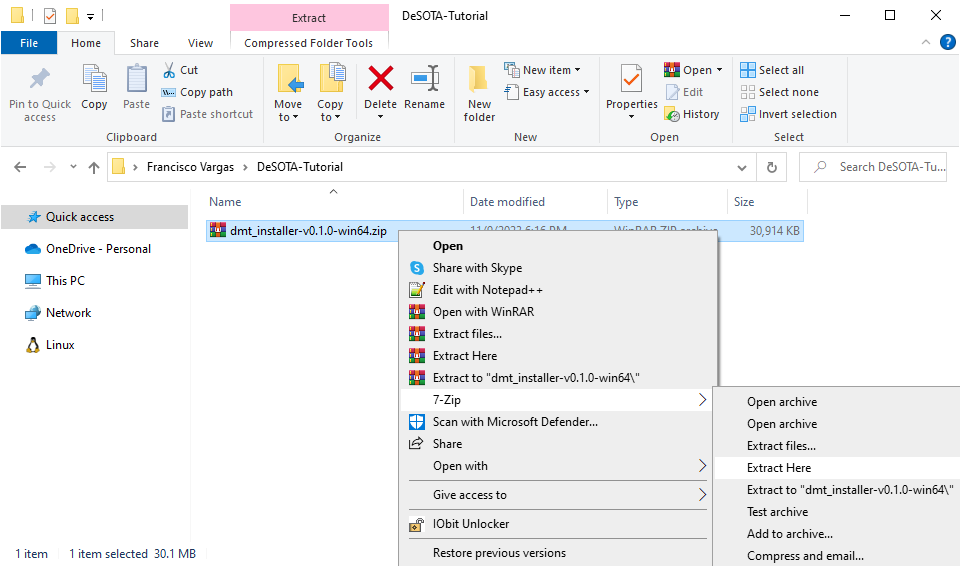 Extract
DeSOTA-Tutorial
File
Home
Share
View
Compressed Folder Tools
Pin to Quick access
Copy
Paste
Cut
Copy path
Paste shortcut
Clipboard
Move to
Copy to
Delete
Rename
Organize
New folder
New item
Easy access
New
Properties
Open
Edit
History
Open
Select all
Select none
Invert selection
Select
Francisco Vargas
DeSOTA-Tutorial
Search DeSOTA-Tu...
Name
Date modified
Type
Size
Quick access
OneDrive - Personal
This PC
Network
Linux
dmt_installer-v0.1.0-win64.zip
WinRAR ZIP archive
30,914 KB
Open
Share with Skype
Edit with Notepad++
Open with WinRAR
Extract files...
Extract Here
Extract to "dmt_installer-v0.1.0-win64\"
7-Zip
Scan with Microsoft Defender...
Share
Open with
Give access to
IObit Unlocker
Restore previous versions
Open archive
Open archive
Extract files...
Extract Here
Extract to "dmt_installer-v0.1.0-win64\"
Test archive
Add to archive...
Compress and email...
1 item
1 item selected 30.1 MB